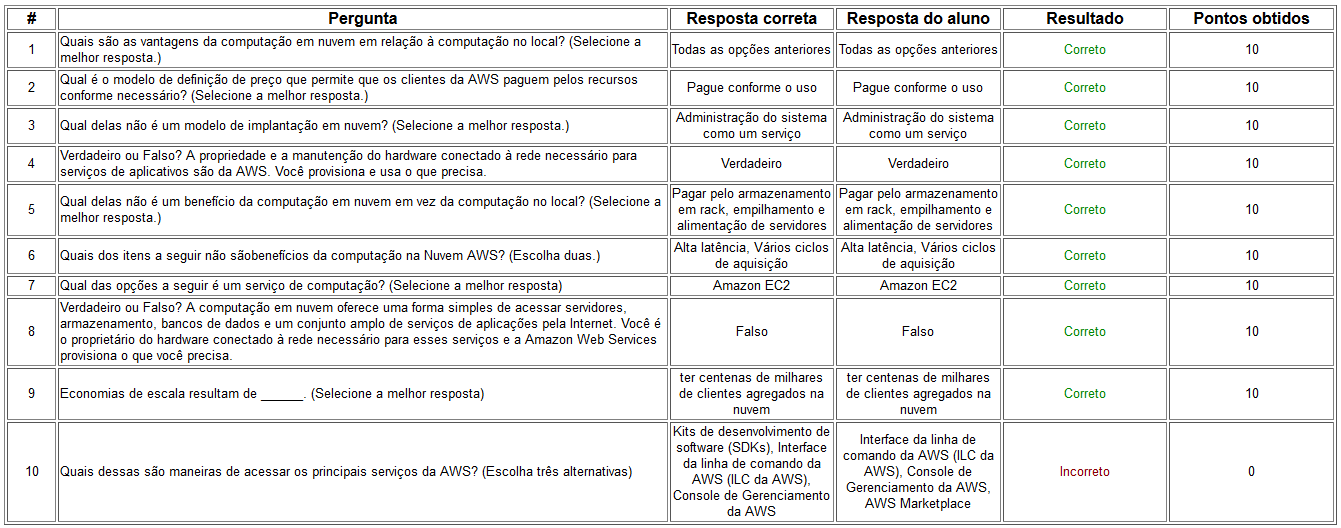 # Pergunta Resposta correta Resposta do aluno Resultado Pontos obtidos
1
Quais são as vantagens da computação em nuvem em relação à computação no local? (Selecione a
melhor resposta.)
Todas as opções anteriores
Todas as opções anteriores
Correto
10
2
Qual é o modelo de definição de preço que permite que os clientes da AWS paguem pelos recursos
conforme necessário? (Selecione a melhor resposta.)
Pague conforme o uso
Pague conforme o uso
Correto
10
3
Qual delas não é um modelo de implantação em nuvem? (Selecione a melhor resposta.)
Administração do sistema
como um serviço
Administração do sistema
como um serviço
Correto
10
4
Verdadeiro ou Falso? A propriedade e a manutenção do hardware conectado à rede necessário para
serviços de aplicativos são da AWS. Você provisiona e usa o que precisa.
Verdadeiro
Verdadeiro
Correto
10
5
Qual delas não é um benefício da computação em nuvem em vez da computação no local? (Selecione a
melhor resposta.)
Pagar pelo armazenamento
em rack, empilhamento e
alimentação de servidores
Pagar pelo armazenamento
em rack, empilhamento e
alimentação de servidores
Correto
10
6
Quais dos itens a seguir não sãobenefícios da computação na Nuvem AWS? (Escolha duas.)
Alta latência, Vários ciclos
de aquisição
Alta latência, Vários ciclos
de aquisição
Correto
10
7
Qual das opções a seguir é um serviço de computação? (Selecione a melhor resposta)
Amazon EC2
Amazon EC2
Correto
10
8
Verdadeiro ou Falso? A computação em nuvem oferece uma forma simples de acessar servidores,
armazenamento, bancos de dados e um conjunto amplo de serviços de aplicações pela Internet. Você é
o proprietário do hardware conectado à rede necessário para esses serviços e a Amazon Web Services
provisiona o que você precisa.
Falso
Falso
Correto
10
9
Economias de escala resultam de ______. (Selecione a melhor resposta)
ter centenas de milhares
de clientes agregados na
nuvem
ter centenas de milhares
de clientes agregados na
nuvem
Correto
10
10
Quais dessas são maneiras de acessar os principais serviços da AWS? (Escolha três alternativas)
Kits de desenvolvimento de
software (SDKs), Interface
da linha de comando da
AWS (ILC da AWS),
Console de Gerenciamento
da AWS
Interface da linha de
comando da AWS (ILC da
AWS), Console de
Gerenciamento da AWS,
AWS Marketplace
Incorreto
0